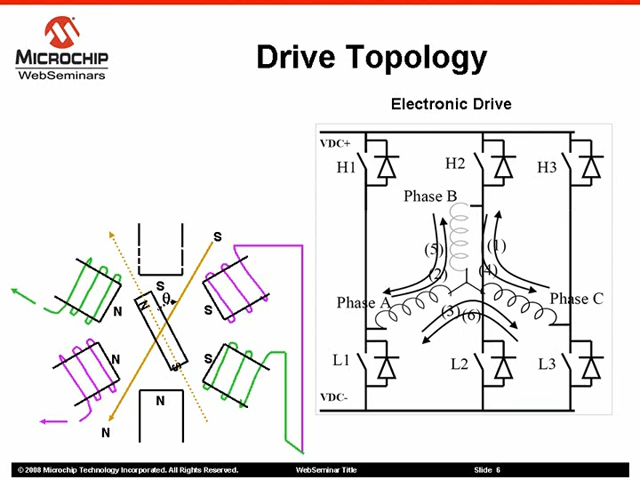 MICROCHIP
WebSeminars
Drive Topology
Electronic Drive
VDC+
H1
H2
H3
Phase B
(5)
(1)
(2)
(4)
Phase A
Phase C
(3)
(6)
L1
L2
L3
VDC-
S
S
N
θ
N
S
N
S
S
N
N
© 2008 Microchip Technology Incorporated. All Rights Reserved.
WebSeminar Title
Slide 6